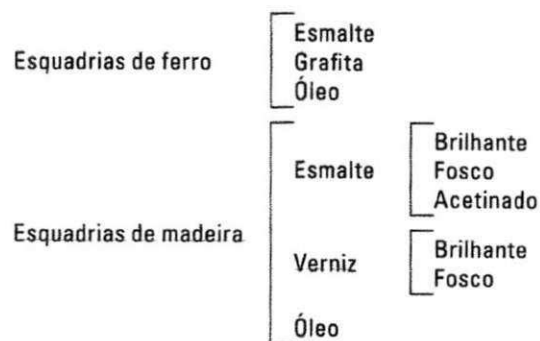 Esquadrias de ferro
Esmalte
Grafita
Óleo
Esquadrias de madeira
Esmalte
Brilhante
Fosco
Acetinado
Verniz
Brilhante
Fosco
Óleo